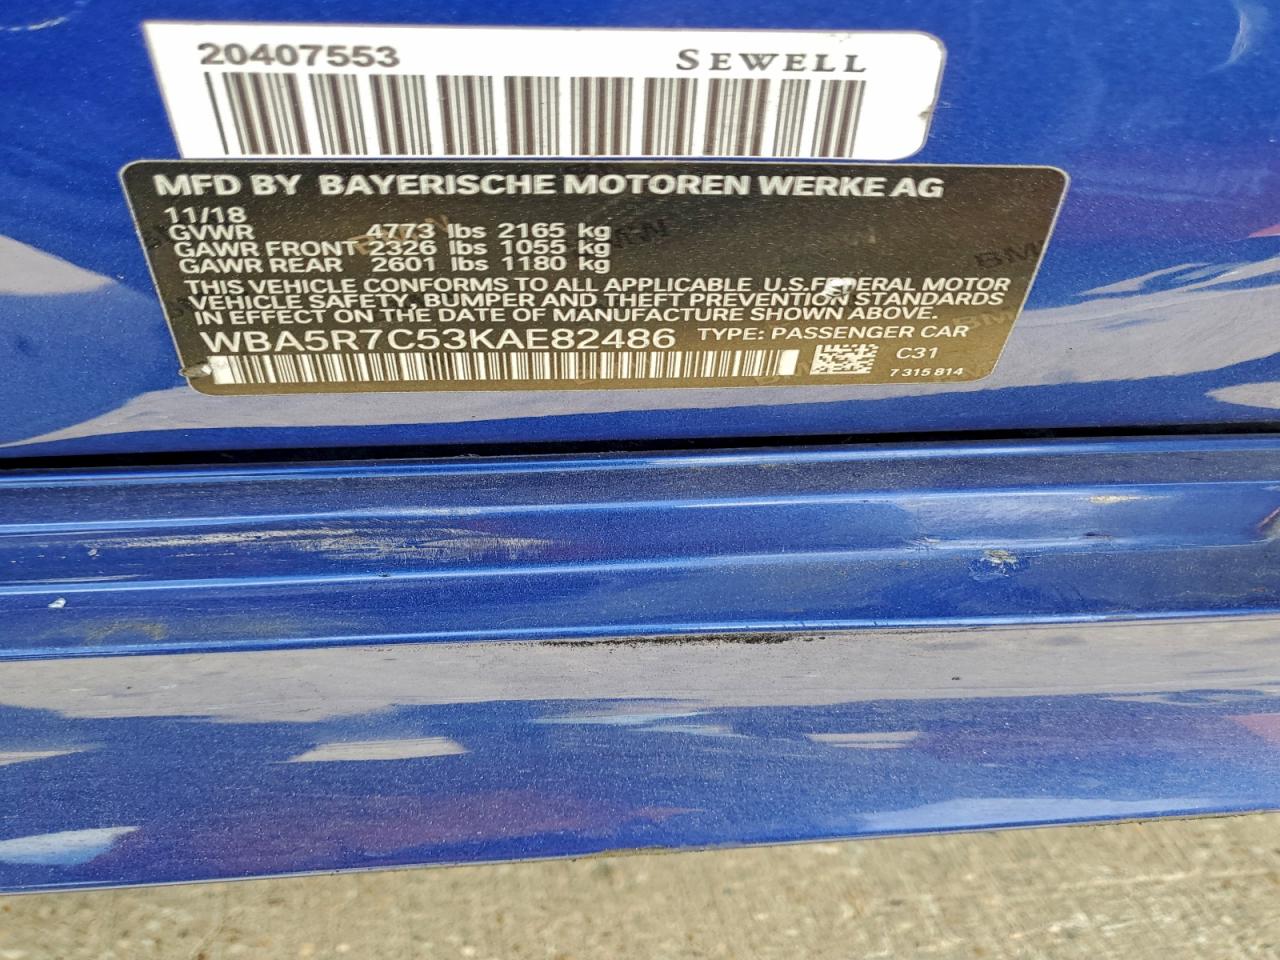 20407553 SEWELL
MFD BY BAYERISCHE MOTOREN WERKE AG
11/18
GVWR 4773 lbs 2165 kg
GAWR FRONT 2326 lbs 1055 kg
GAWR REAR 2601 lbs 1180 kg
THIS VEHICLE CONFORMS TO ALL APPLICABLE U.S.FEDERAL MOTOR
VEHICLE SAFETY, BUMPER AND THEFT PREVENTION STANDARDS
IN EFFECT ON THE DATE OF MANUFACTURE SHOWN ABOVE.
WBA5R7C53KAE82486 TYPE: PASSENGER CAR
C31
7 315 814